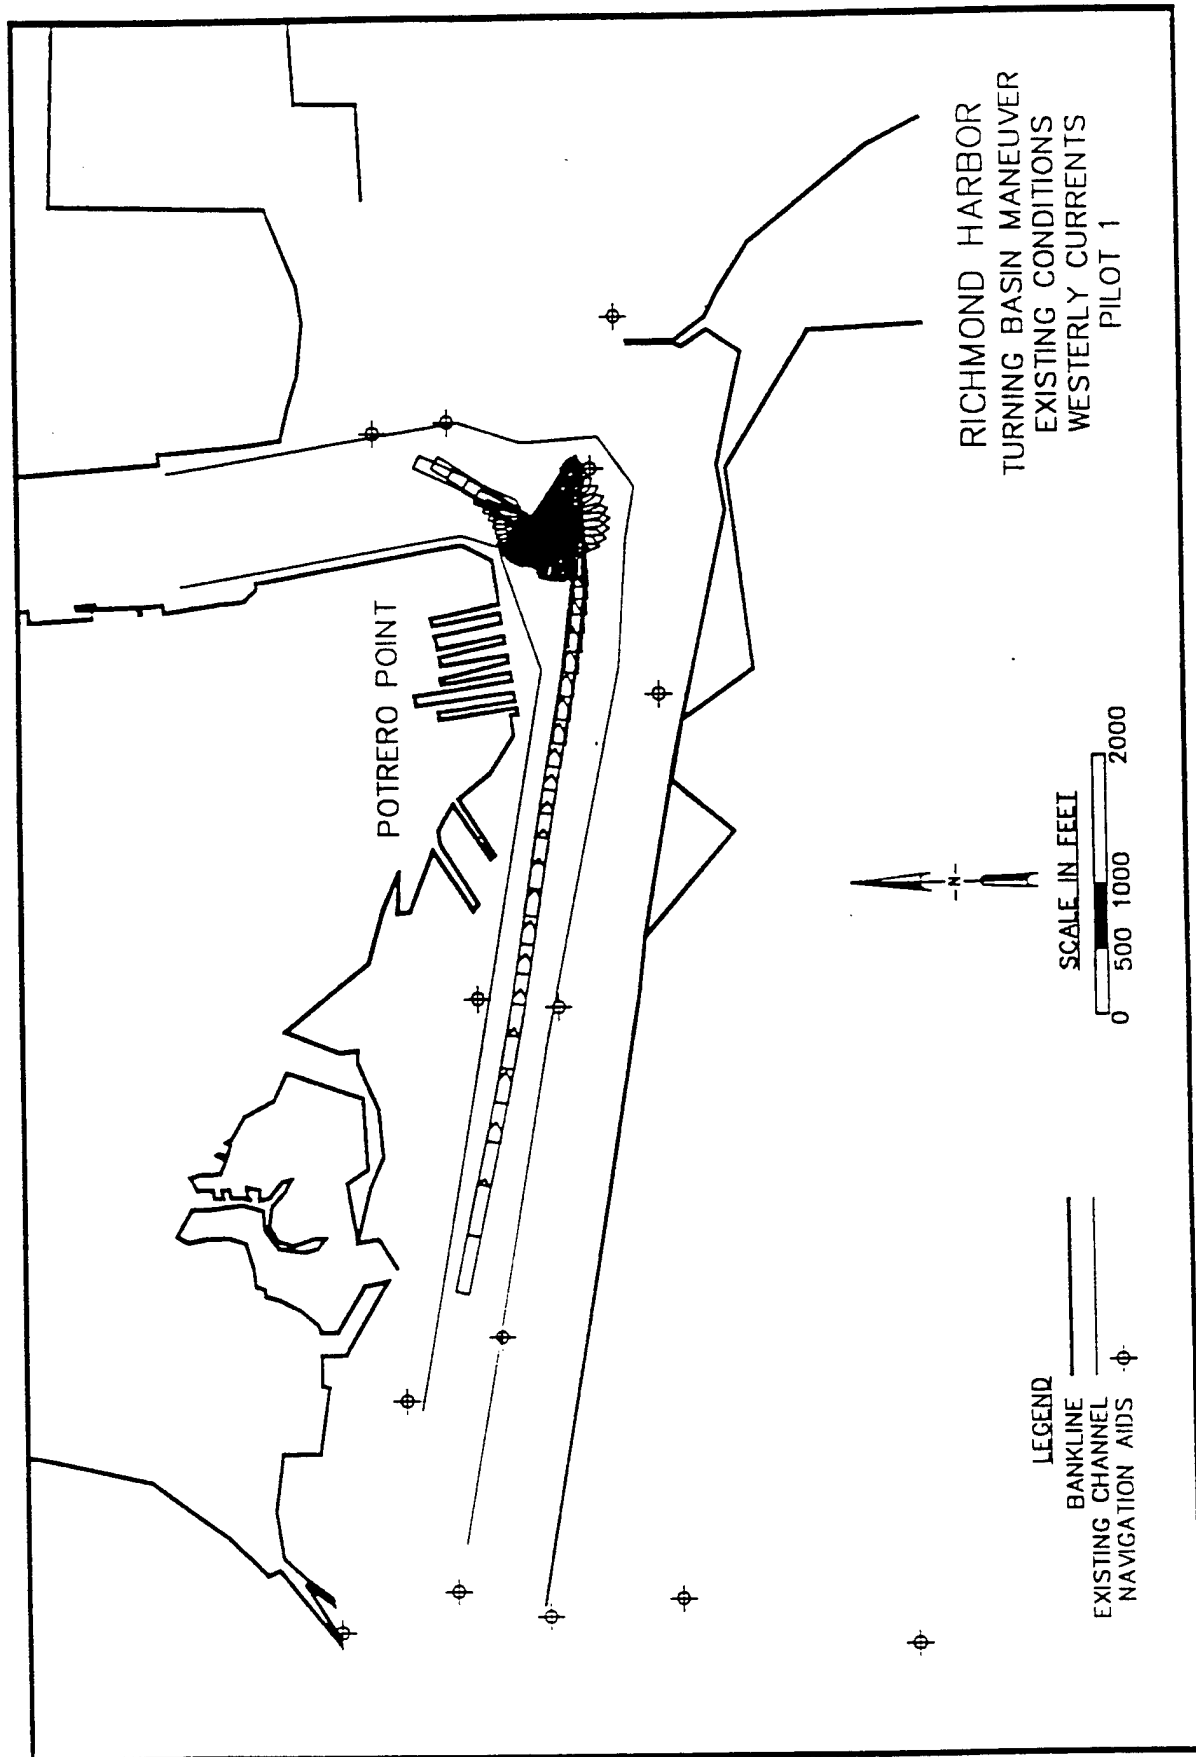 POTRERO POINT
RICHMOND HARBOR
TURNING BASIN MANEUVER
EXISTING CONDITIONS
WESTERLY CURRENTS
PILOT 1
-N-
SCALE IN FEET
0 500 1000 2000
LEGEND
BANKLINE
EXISTING CHANNEL
NAVIGATION AIDS